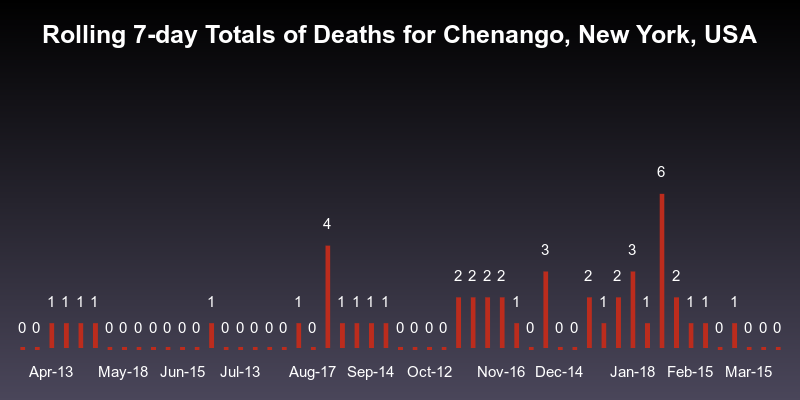 Rolling 7-day Totals of Deaths for Chenango, New York, USA
6
4
3 3
2 2 2 2 2 2 2
1 1 1 1 1 1 1 1 1 1 1 1 1 1 1 1
0 0 0 0 0 0 0 0 0 0 0 0 0 0 0 0 0 0 0 0 0 0 0 0 0 0
Apr-13 May-18 Jun-15 Jul-13 Aug-17 Sep-14 Oct-12 Nov-16 Dec-14 Jan-18 Feb-15 Mar-15